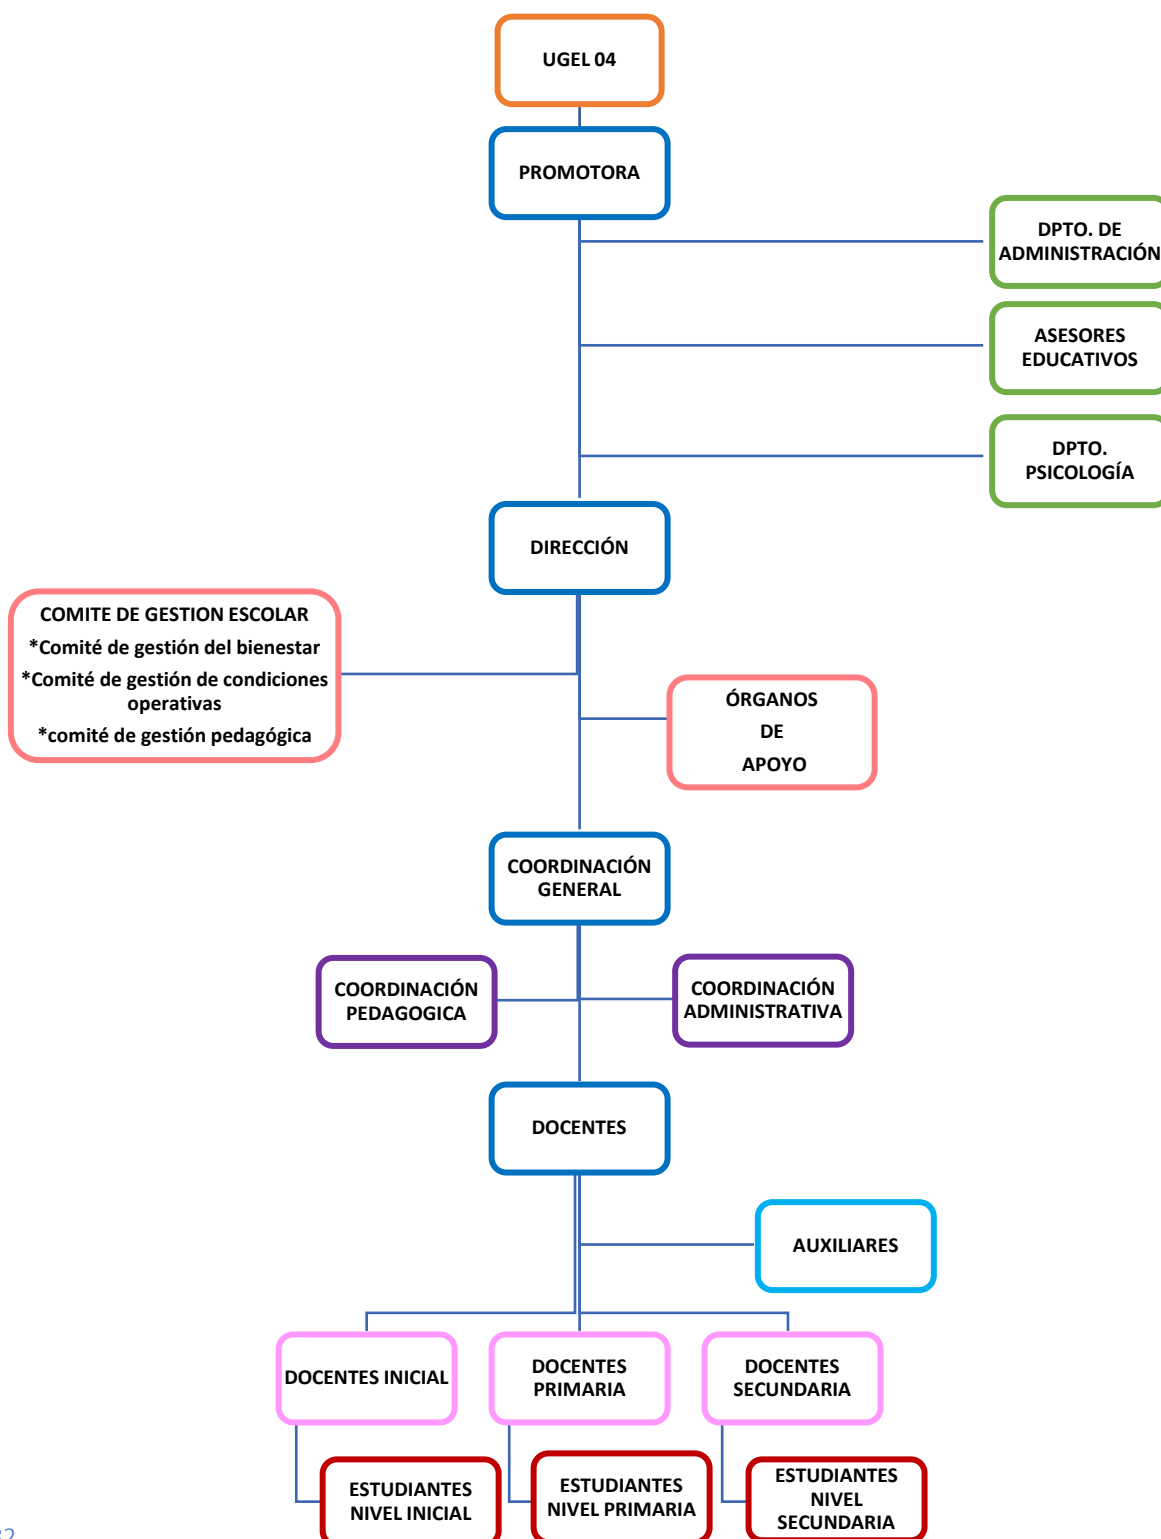 UGEL 04
PROMOTORA
DPTO. DE
ADMINISTRACIÓN
ASESORES
EDUCATIVOS
DPTO.
PSICOLOGÍA
DIRECCIÓN
COMITE DE GESTION ESCOLAR
*Comité de gestión del bienestar
*Comité de gestión de condiciones
operativas
*comité de gestión pedagógica
ÓRGANOS
DE
APOYO
COORDINACIÓN
GENERAL
COORDINACIÓN
PEDAGOGICA
COORDINACIÓN
ADMINISTRATIVA
DOCENTES
AUXILIARES
DOCENTES INICIAL
DOCENTES
PRIMARIA
DOCENTES
SECUNDARIA
ESTUDIANTES
NIVEL INICIAL
ESTUDIANTES
NIVEL PRIMARIA
ESTUDIANTES
NIVEL
SECUNDARIA